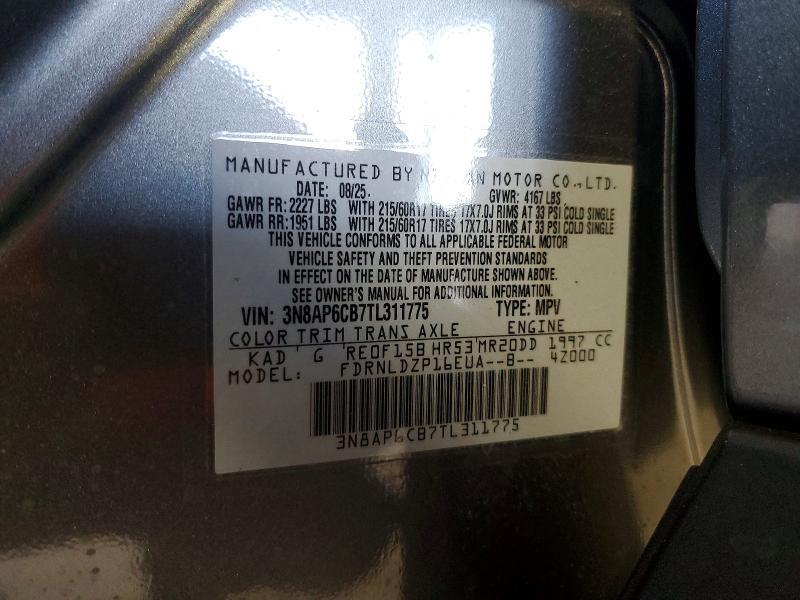 MANUFACTURED BY NISSAN MOTOR CO.,LTD.
DATE: 08/25. GVWR: 4167 LBS
GAWR FR: 2227 LBS WITH 215/60R17 TIRES 17X7.0J RIMS AT 33 PSI COLD SINGLE
GAWR RR: 1951 LBS WITH 215/60R17 TIRES 17X7.0J RIMS AT 33 PSI COLD SINGLE
THIS VEHICLE CONFORMS TO ALL APPLICABLE FEDERAL MOTOR
VEHICLE SAFETY AND THEFT PREVENTION STANDARDS
IN EFFECT ON THE DATE OF MANUFACTURE SHOWN ABOVE.
SEE OWNER'S MANUAL FOR ADDITIONAL INFORMATION.
VIN: 3N8AP6CB7TL311775 TYPE: MPV
COLOR TRIM TRANS AXLE ENGINE
KAD G RE0F15B HR53 MR20DD 1997 CC
MODEL: FDRNLDZP16EUA--B-- 4Z000
3N8AP6CB7TL311775